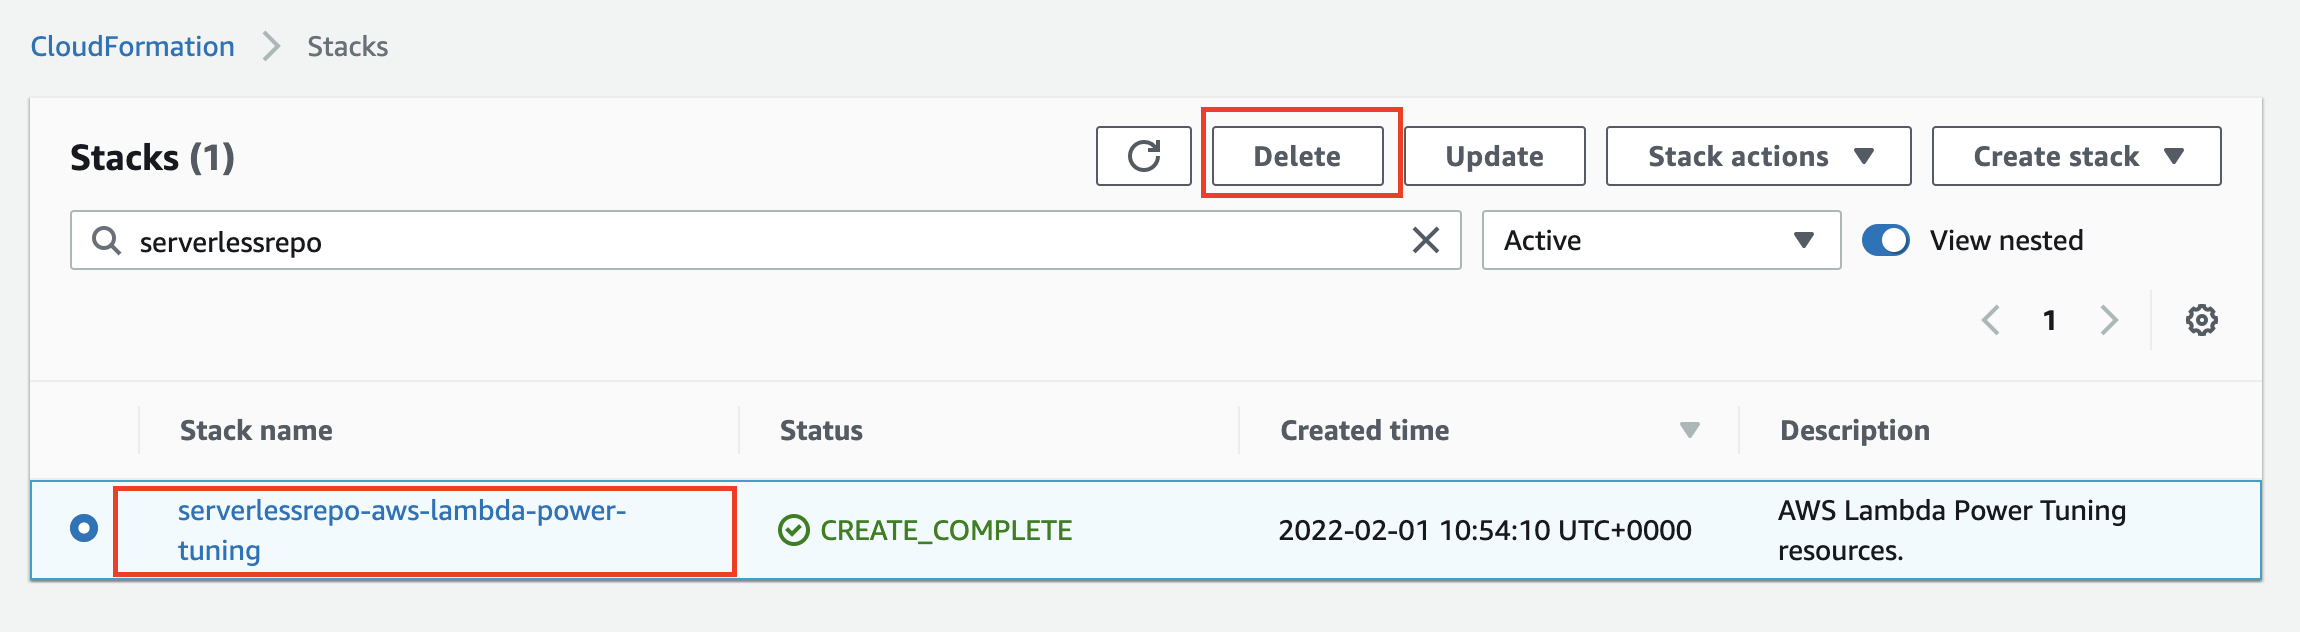 CloudFormation Stacks
Stacks (1)
Delete
Update
Stack actions
Create stack
serverlessrepo
Active
View nested
1
Stack name
Status
Created time
Description
serverlessrepo-aws-lambda-power-
tuning
CREATE_COMPLETE
2022-02-01 10:54:10 UTC+0000
AWS Lambda Power Tuning
resources.